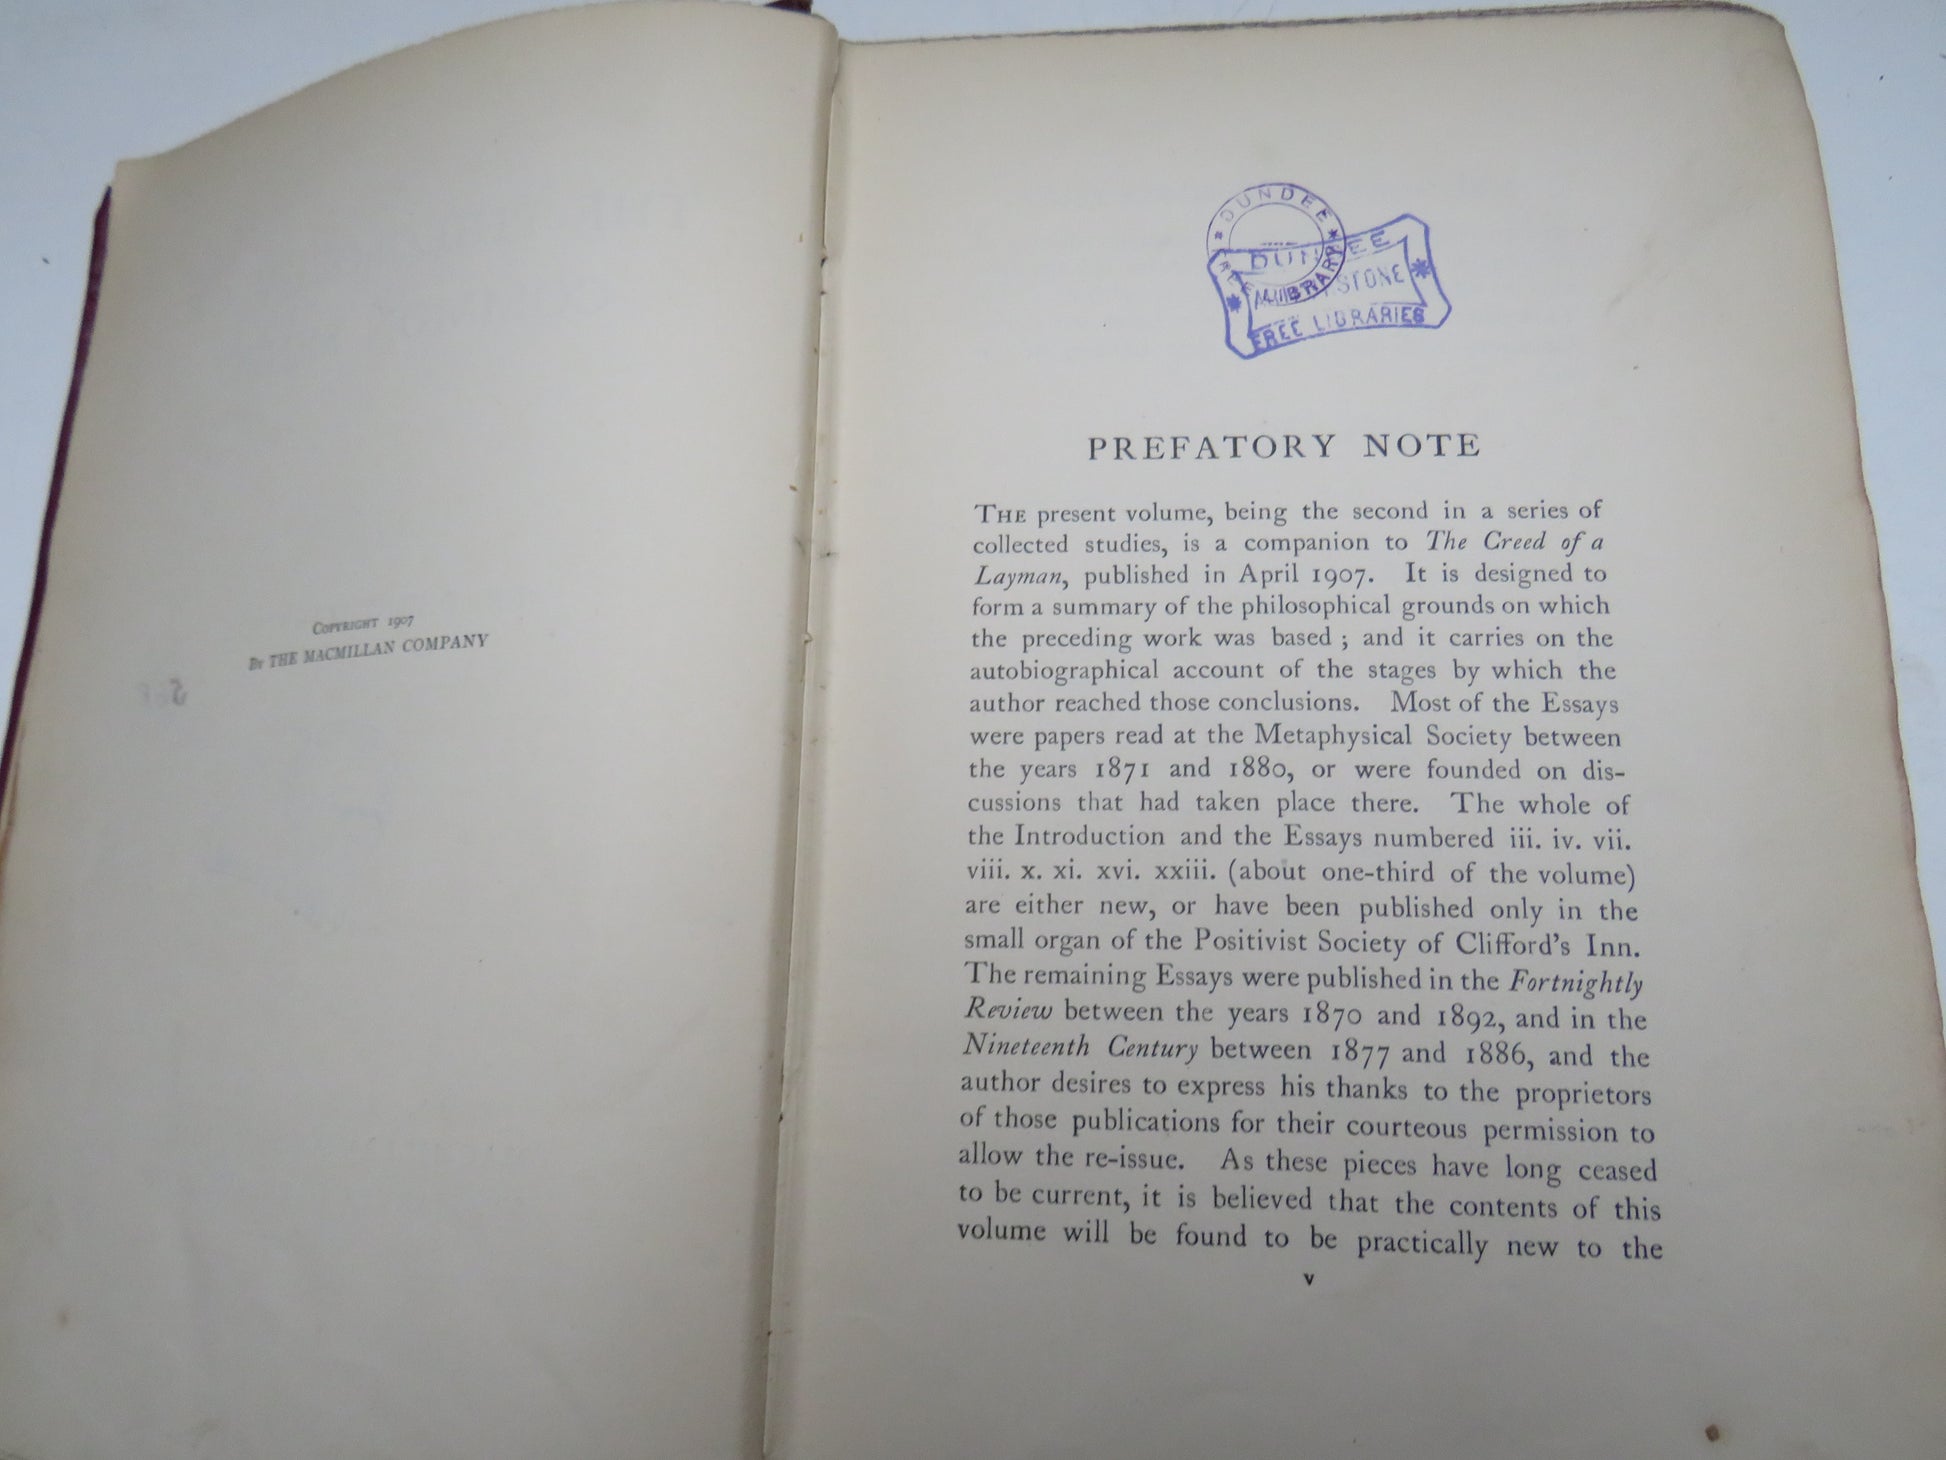 COPYRIGHT 1907
BY THE MACMILLAN COMPANY
DUNDEE
FREE LIBRARY
DUNDEE
FREE LIBRARIES
PREFATORY NOTE
THE present volume, being the second in a series of
collected studies, is a companion to The Creed of a
Layman, published in April 1907. It is designed to
form a summary of the philosophical grounds on which
the preceding work was based ; and it carries on the
autobiographical account of the stages by which the
author reached those conclusions. Most of the Essays
were papers read at the Metaphysical Society between
the years 1871 and 1880, or were founded on dis-
cussions that had taken place there. The whole of
the Introduction and the Essays numbered iii. iv. vii.
viii. x. xi. xvi. xxiii. (about one-third of the volume)
are either new, or have been published only in the
small organ of the Positivist Society of Clifford's Inn.
The remaining Essays were published in the Fortnightly
Review between the years 1870 and 1892, and in the
Nineteenth Century between 1877 and 1886, and the
author desires to express his thanks to the proprietors
of those publications for their courteous permission to
allow the re-issue. As these pieces have long ceased
to be current, it is believed that the contents of this
volume will be found to be practically new to the
v